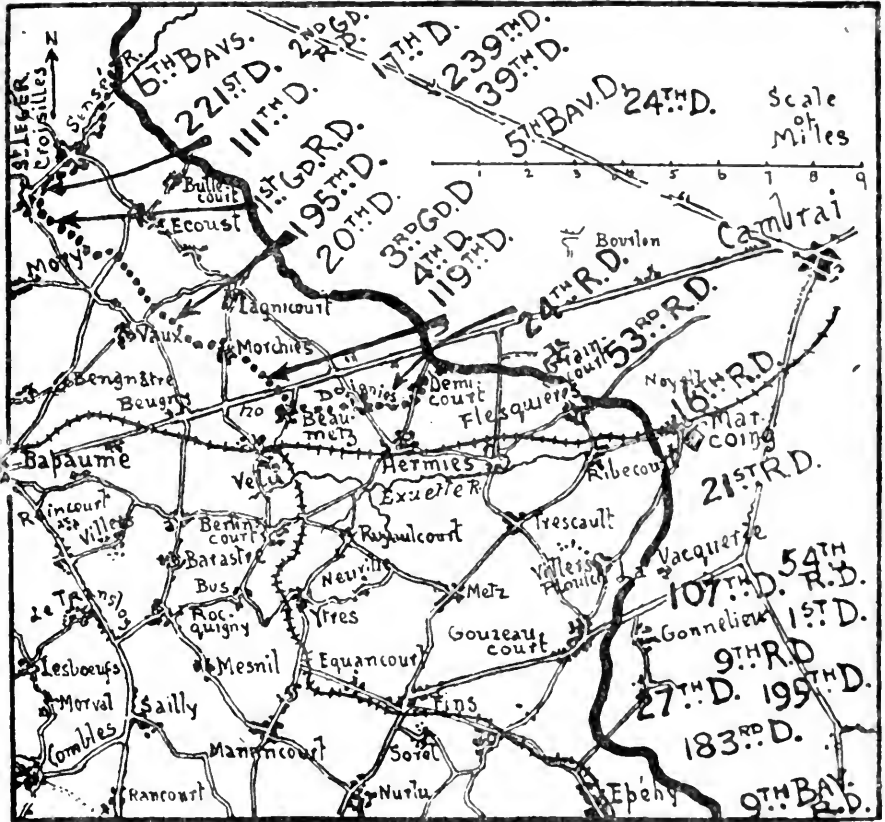 N
Sensée R.
6TH BAVS.
2ND GD. R.D.
17TH D.
239TH D.
39TH D.
5TH BAV. D.
24TH D.
Scale of Miles
1 2 3 4 5 6 7 8 9
221ST D.
111TH D.
St LEGER
Croisilles
Bullecourt
Ecoust
1ST GD. R.D.
195TH D.
20TH D.
3RD GD. D
4TH D.
119TH D.
Bourlon
Cambrai
Mory
Lagnicourt
24TH R.D.
53RD R.D.
Vaux
Morchies
Graincourt
Noyelles
16TH R.D.
Beugnâtre
Beugny
Doignies
Demicourt
Flesquières
Beaumetz
Marcoing
Bapaume
Velu
Hermies
Ribecourt
Exuelle R.
21ST R.D.
Reincourt
Villers
Bertincourt
Ruyaulcourt
Trescault
Barastre
Neuville
Villers Plouich
Vacquerie
54TH R.D.
107TH D.
Bus
Le Transloy
Rocquigny
Ytres
Metz
Gouzeaucourt
Gonnelieu
1ST D.
9TH R.D
Lesboeufs
Mesnil
Equancourt
27TH D.
199TH D.
Morval
Sailly
Fins
183RD D.
Combles
Manancourt
Sorel
Rancourt
Nurlu
Epéhy
9TH BAV. R.D.